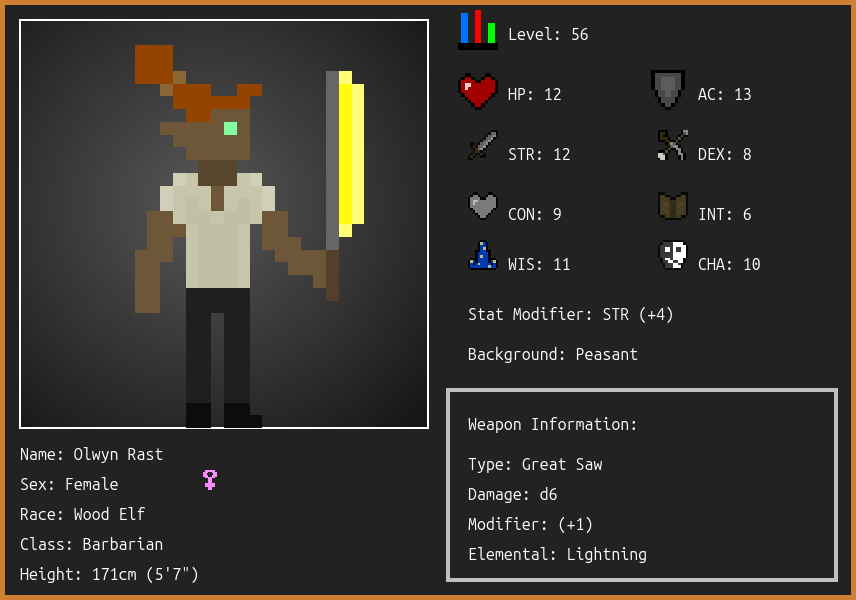 Level: 56
HP: 12
AC: 13
STR: 12
DEX: 8
CON: 9
INT: 6
WIS: 11
CHA: 10
Stat Modifier: STR (+4)
Background: Peasant
Weapon Information:
Type: Great Saw
Damage: d6
Modifier: (+1)
Elemental: Lightning
Name: Olwyn Rast
Sex: Female
Race: Wood Elf
Class: Barbarian
Height: 171cm (5'7")